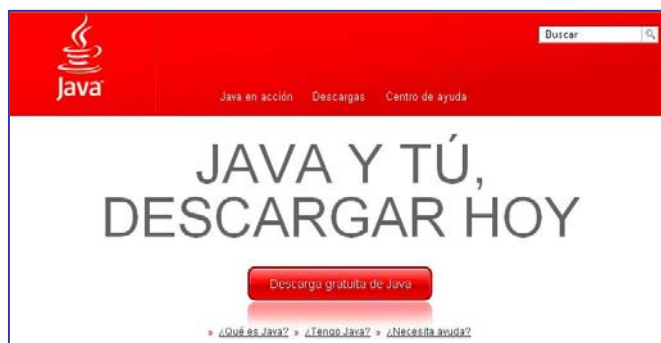 Buscar
Java
Java en acción Descargas Centro de ayuda
JAVA Y TÚ,
DESCARGAR HOY
Descarga gratuita de Java
» ¿Qué es Java? » ¿Tengo Java? » ¿Necesita ayuda?